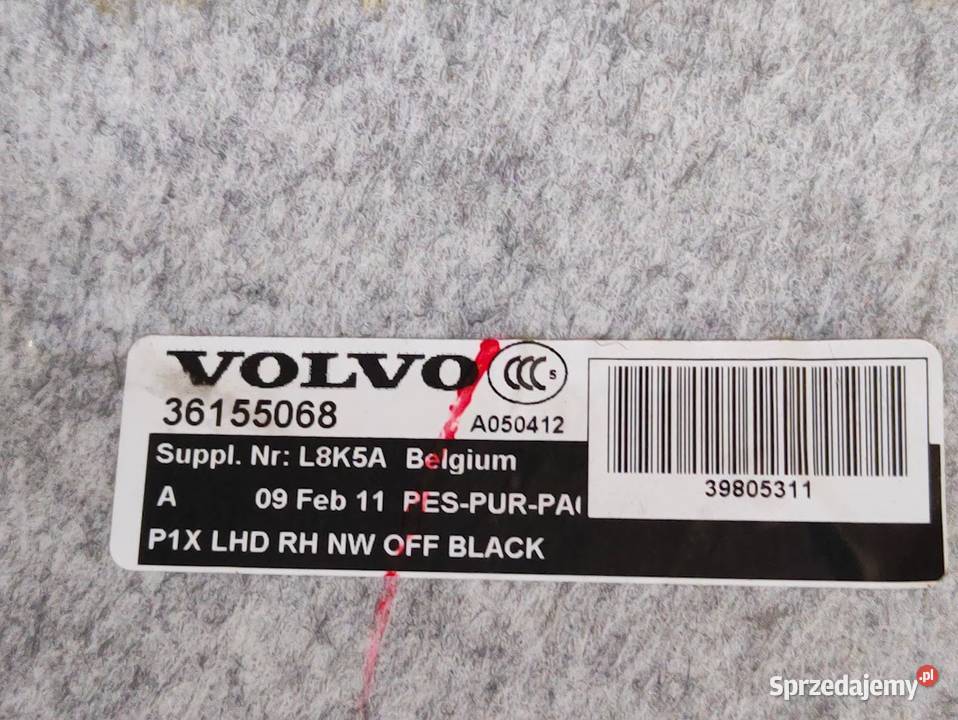 VOLVO CCC S
36155068 A050412
Suppl. Nr: L8K5A Belgium
A 09 Feb 11 PES-PUR-PA
P1X LHD RH NW OFF BLACK
39805311
Sprzedajemy.pl